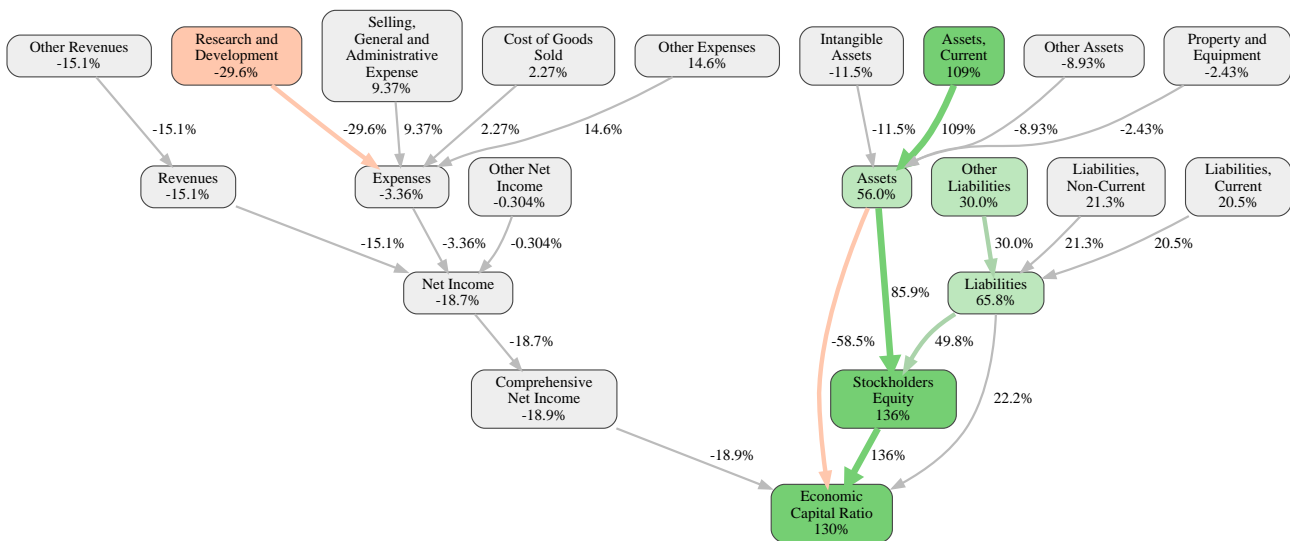 Other Revenues
-15.1%
Research and
Development
-29.6%
Selling,
General and
Administrative
Expense
9.37%
Cost of Goods
Sold
2.27%
Other Expenses
14.6%
Intangible
Assets
-11.5%
Assets,
Current
109%
Other Assets
-8.93%
Property and
Equipment
-2.43%
-15.1%
-29.6%
9.37%
2.27%
14.6%
-11.5%
109%
-8.93%
-2.43%
Revenues
-15.1%
Expenses
-3.36%
Other Net
Income
-0.304%
Assets
56.0%
Other
Liabilities
30.0%
Liabilities,
Non-Current
21.3%
Liabilities,
Current
20.5%
-15.1%
-3.36%
-0.304%
30.0%
21.3%
20.5%
Net Income
-18.7%
85.9%
Liabilities
65.8%
-18.7%
-58.5%
49.8%
Comprehensive
Net Income
-18.9%
Stockholders
Equity
136%
22.2%
-18.9%
136%
Economic
Capital Ratio
130%